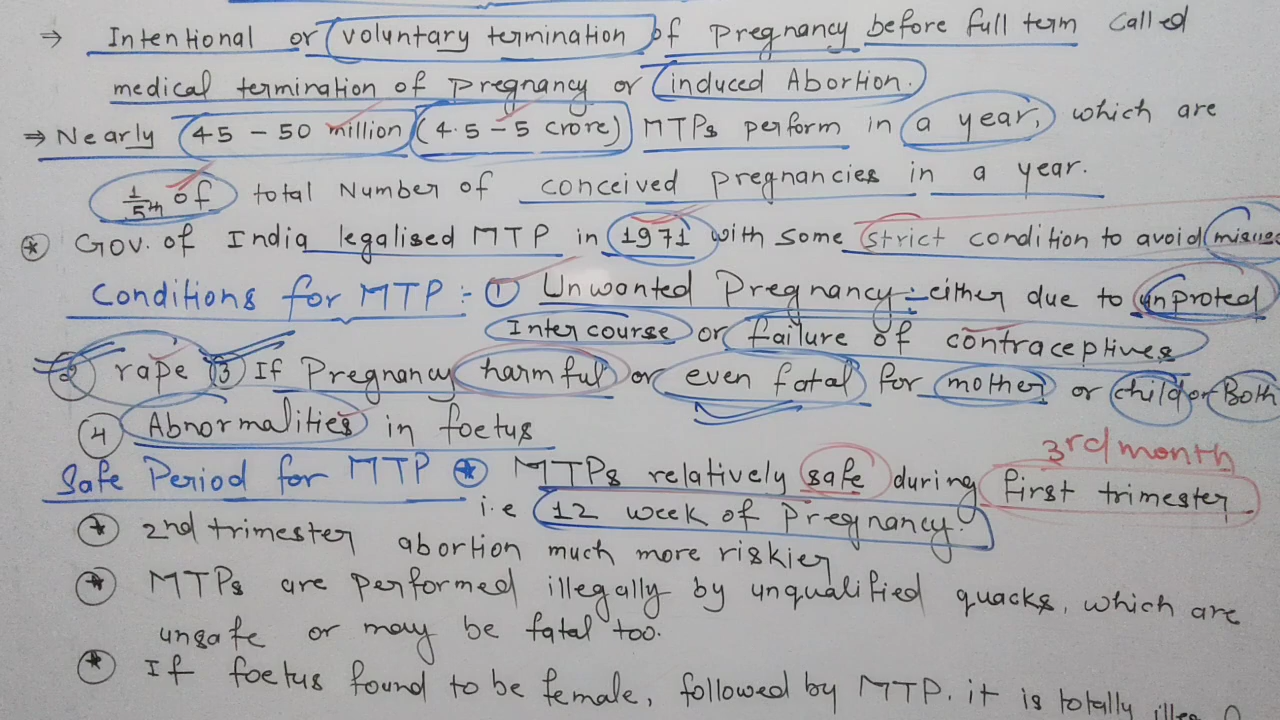 ⇒ Intentional or voluntary termination of Pregnancy before full term called
medical termination of pregnancy or induced Abortion.
⇒ Nearly 45 - 50 million (4.5 - 5 crore) MTPs perform in a year, which are
1/5th of total Number of conceived pregnancies in a year.
* Gov. of India legalised MTP in 1971 with some strict condition to avoid misuse
Conditions for MTP :- ① Unwanted Pregnancy :- either due to unproted
Intercourse or failure of contraceptives
② rape ③ If Pregnancy harmful or even fatal for mother or child or Both
④ Abnormalities in foetus
3rd month
Safe Period for MTP * MTPs relatively safe during first trimester
i.e 12 week of Pregnancy.
* 2nd trimester abortion much more riskier
* MTPs are performed illegally by unqualified quacks, which are
unsafe or may be fatal too.
* If foetus found to be female, followed by MTP. it is totally